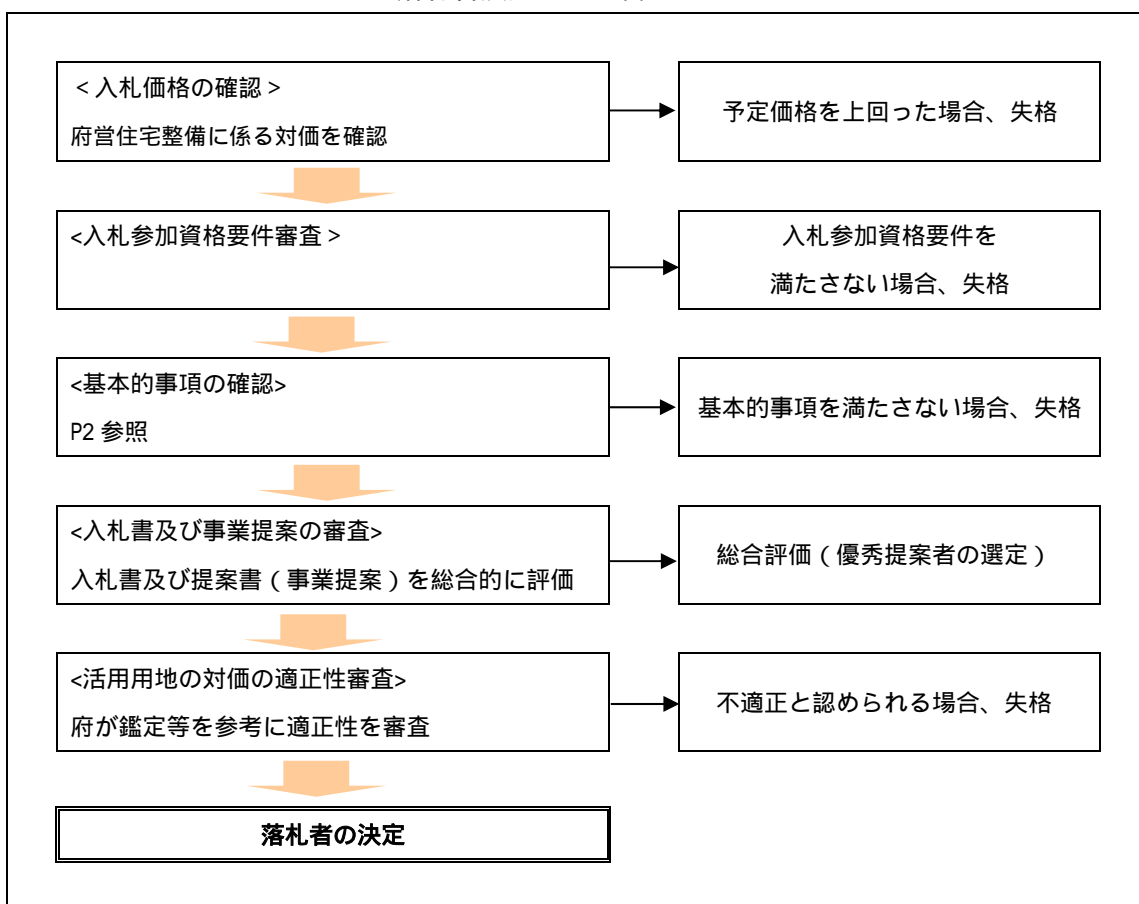 ＜入札価格の確認＞
府営住宅整備に係る対価を確認
予定価格を上回った場合、失格
<入札参加資格要件審査＞
入札参加資格要件を
満たさない場合、失格
<基本的事項の確認>
P2 参照
基本的事項を満たさない場合、失格
<入札書及び事業提案の審査>
入札書及び提案書（事業提案）を総合的に評価
総合評価（優秀提案者の選定）
<活用用地の対価の適正性審査>
府が鑑定等を参考に適正性を審査
不適正と認められる場合、失格
落札者の決定